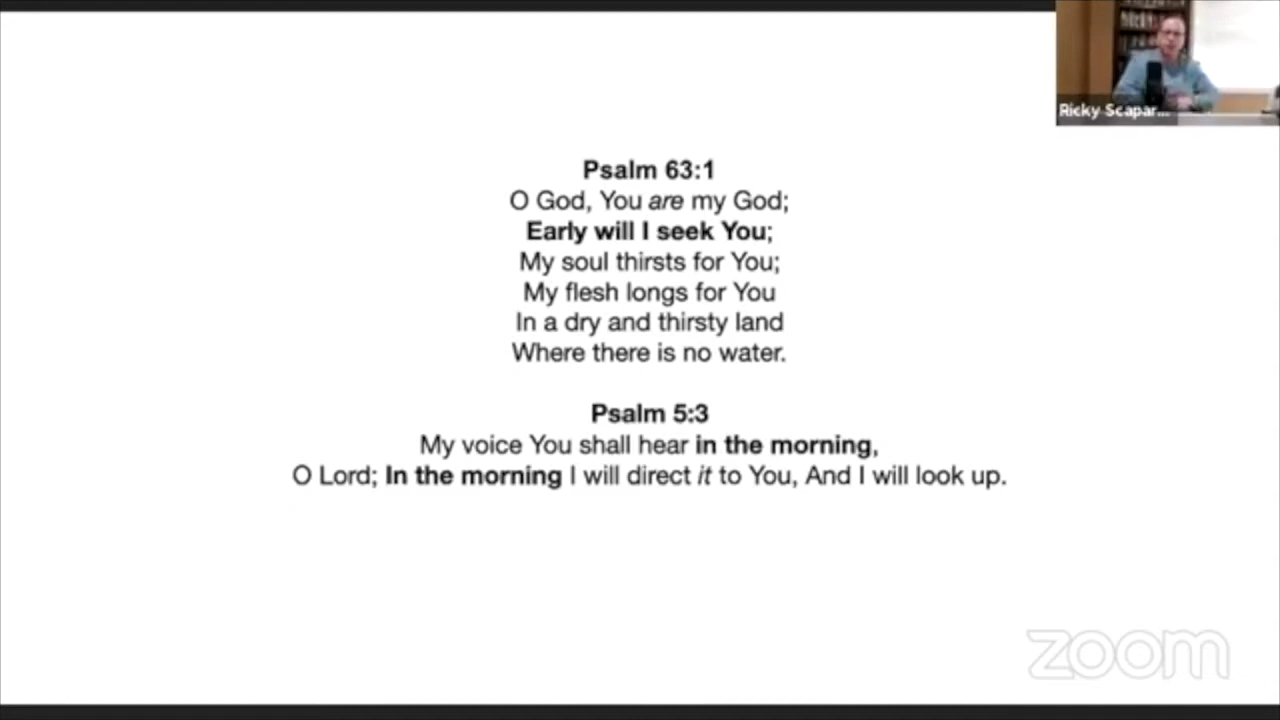 Ricky Scapar...
Psalm 63:1
O God, You are my God;
Early will I seek You;
My soul thirsts for You;
My flesh longs for You
In a dry and thirsty land
Where there is no water.
Psalm 5:3
My voice You shall hear in the morning,
O Lord; In the morning I will direct it to You, And I will look up.
zoom